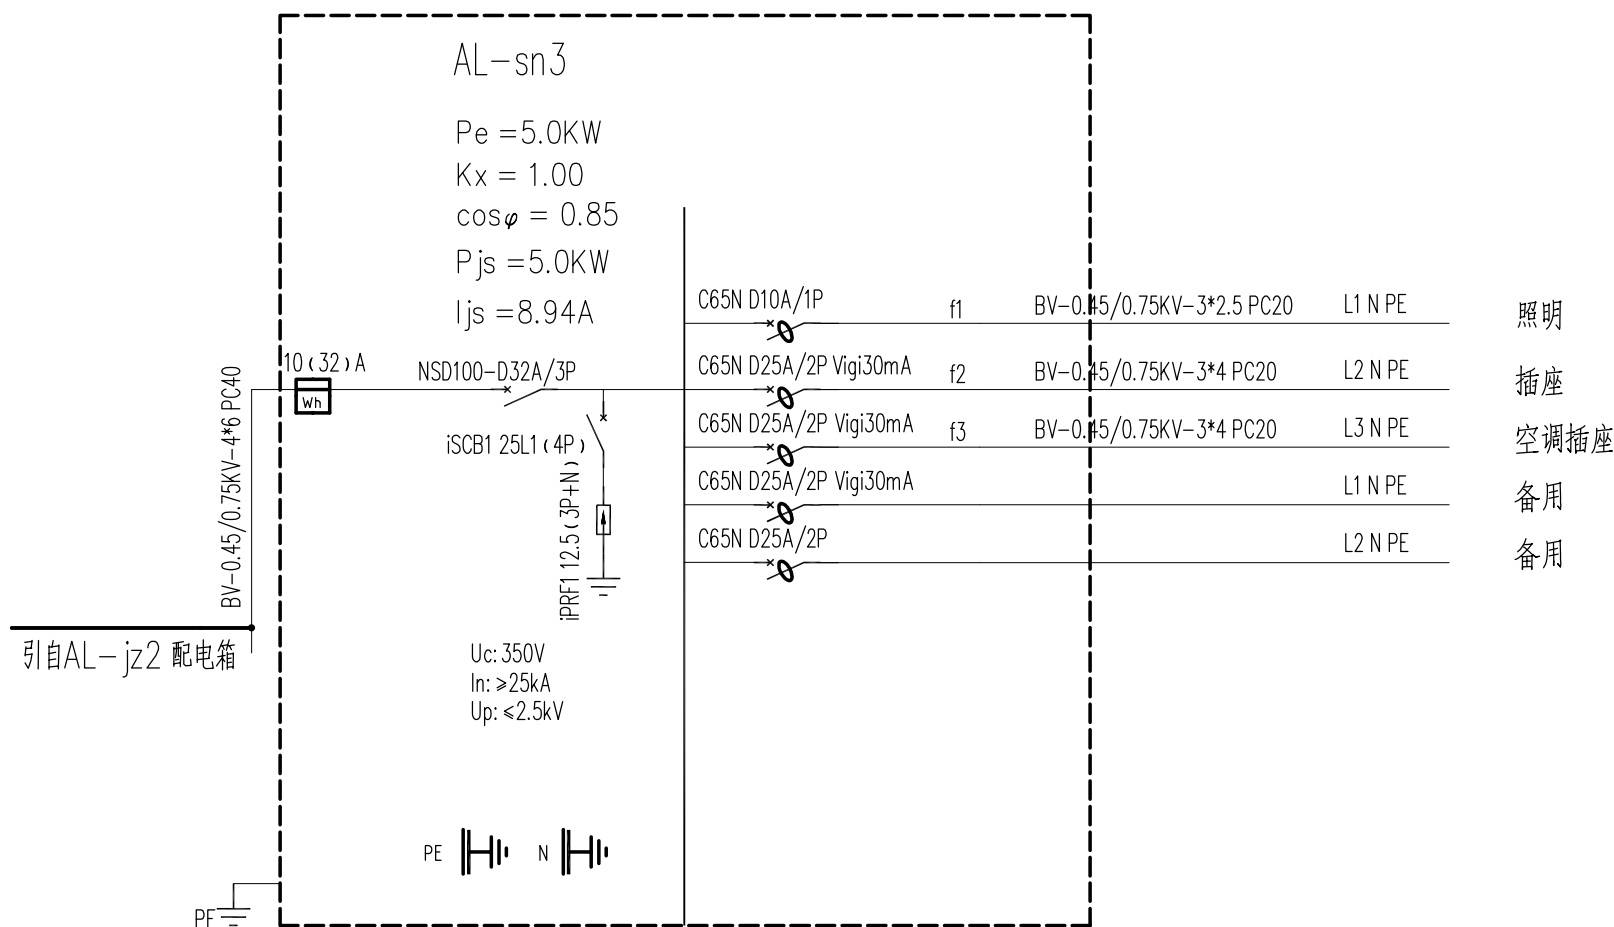 AL-sn3
Pe =5.0KW
Kx = 1.00
cosφ = 0.85
Pjs =5.0KW
Ijs =8.94A
10(32)A
Wh
NSD100-D32A/3P
BV-0.45/0.75KV-4*6 PC40
iSCB1 25L1(4P)
iPRF1 12.5(3P+N)
引自AL-jz2 配电箱
Uc: 350V
In: ≥25kA
Up: ≤2.5kV
PE
N
PE
C65N D10A/1P f1 BV-0.45/0.75KV-3*2.5 PC20 L1 N PE 照明
C65N D25A/2P Vigi30mA f2 BV-0.45/0.75KV-3*4 PC20 L2 N PE 插座
C65N D25A/2P Vigi30mA f3 BV-0.45/0.75KV-3*4 PC20 L3 N PE 空调插座
C65N D25A/2P Vigi30mA L1 N PE 备用
C65N D25A/2P L2 N PE 备用